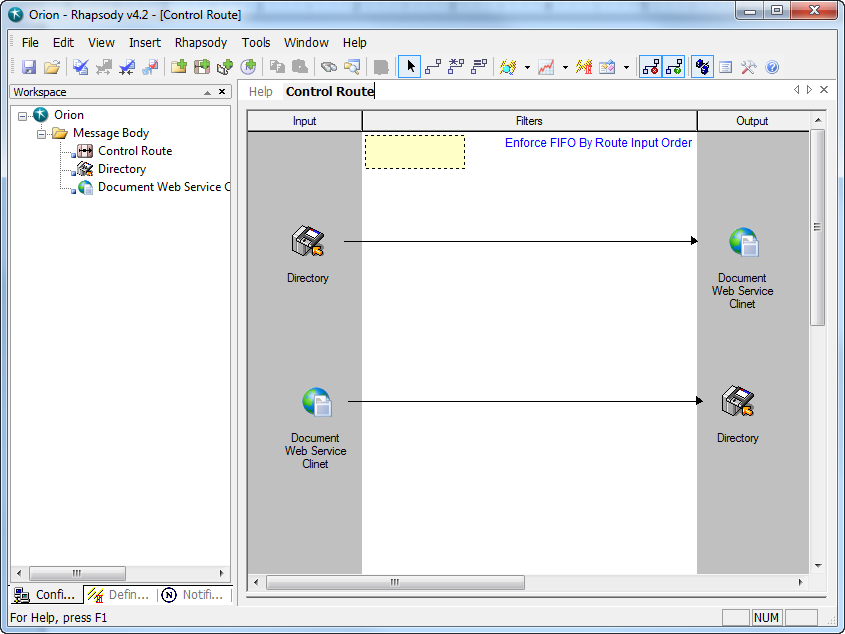 Orion - Rhapsody v4.2 - [Control Route]
File Edit View Insert Rhapsody Tools Window Help
Workspace
Help Control Route
Orion
Message Body
Control Route
Directory
Document Web Service C
Input Filters Output
Enforce FIFO By Route Input Order
Directory
Document
Web Service
Clinet
Document
Web Service
Clinet
Directory
Confi... Defin... N Notifi...
For Help, press F1
NUM